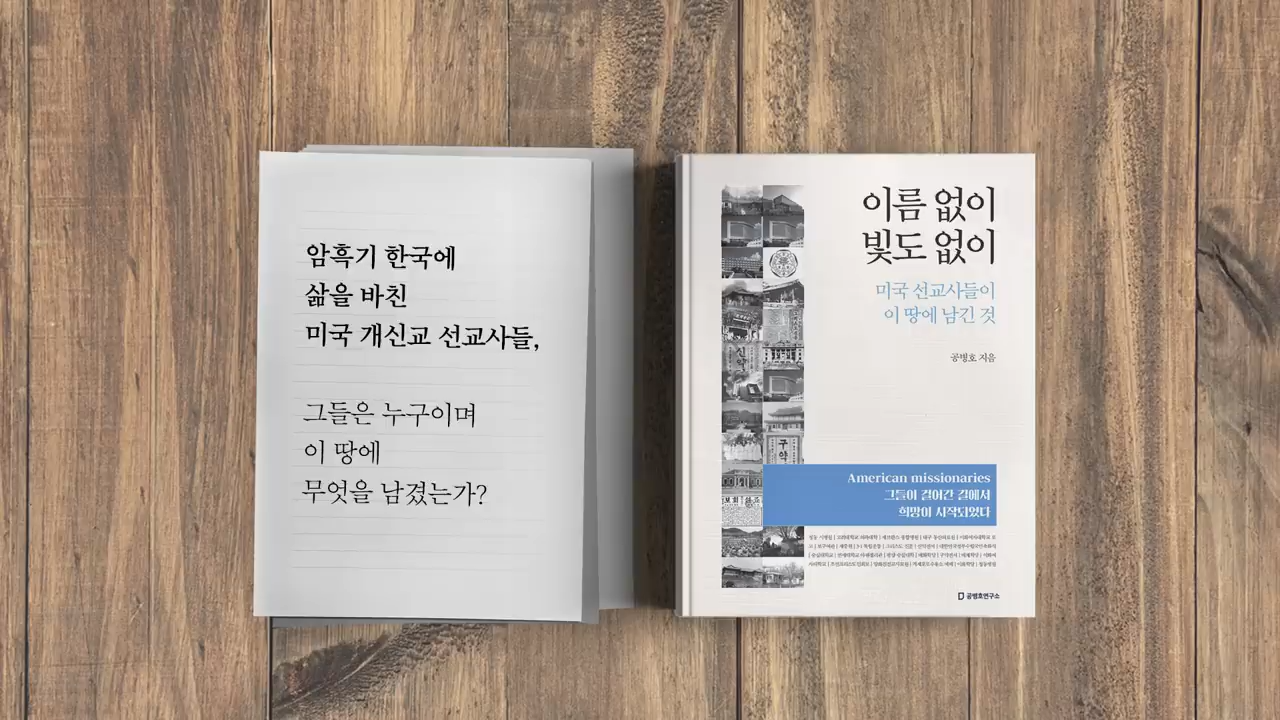 암흑기 한국에
삶을 바친
미국 개신교 선교사들,
그들은 누구이며
이 땅에
무엇을 남겼는가?
이름 없이
빛도 없이
미국 선교사들이
이 땅에 남긴 것
공병호 지음
신약
구약
American missionaries
그들이 걸어간 길에서
희망이 시작되었다
공병호연구소